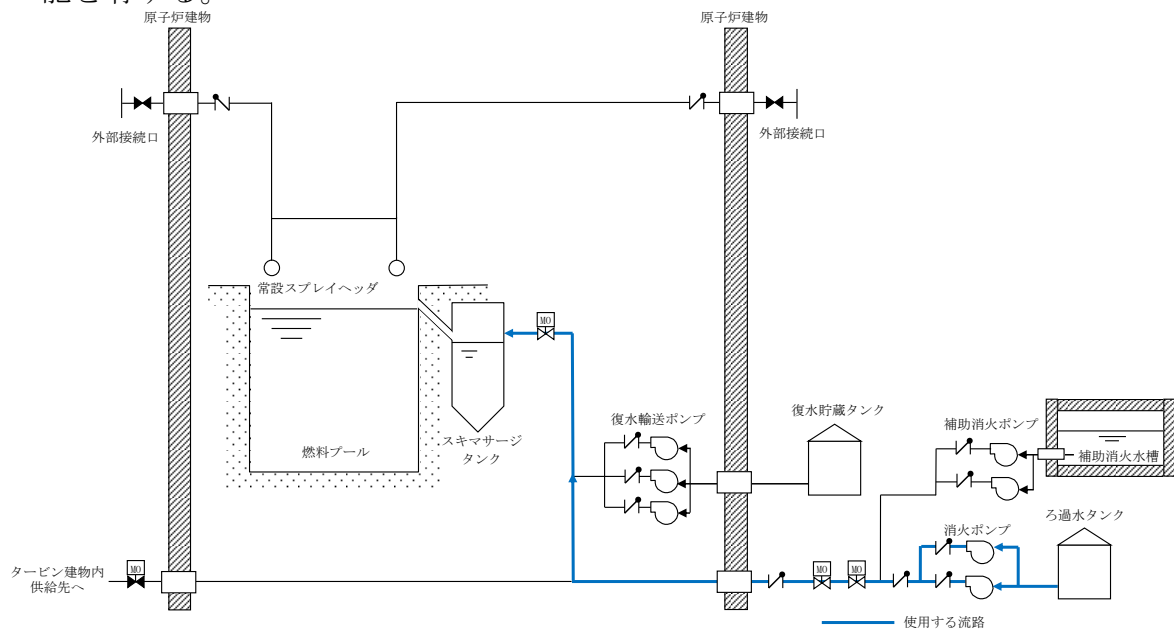 能を有する。
原子炉建物
原子炉建物
外部接続口
外部接続口
常設スプレイヘッダ
MO
復水輸送ポンプ
復水貯蔵タンク
補助消火ポンプ
スキマサージ
タンク
燃料プール
補助消火水槽
消火ポンプ
ろ過水タンク
タービン建物内
供給先へ
MO
MO
MO
使用する流路